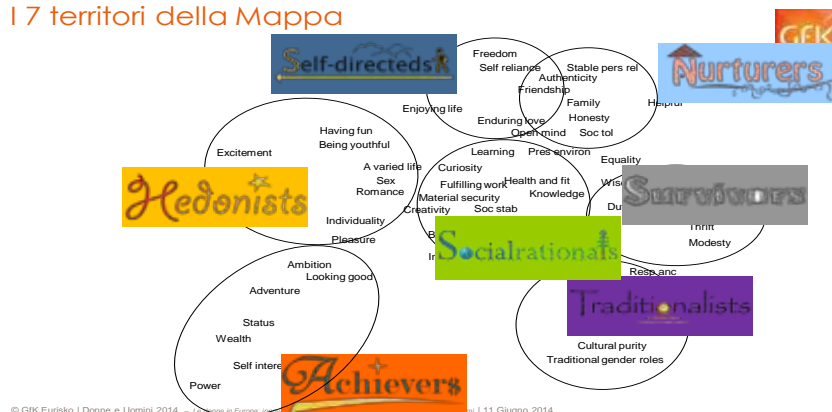 I 7 territori della Mappa
GfK
Self-directeds
Nurturers
Freedom
Self reliance
Stable pers rel
Authenticity
Friendship
Family
Helpful
Enjoying life
Honesty
Enduring love
Open mind
Soc tol
Having fun
Being youthful
Excitement
Learning
Pres environ
Equality
A varied life
Curiosity
Sex
Romance
Fulfilling work
Health and fit
Knowledge
Material security
Creativity
Soc stab
Hedonists
Survivors
Individuality
Pleasure
Thrift
Modesty
Socialrationals
Ambition
Looking good
Resp anc
Adventure
Traditionalists
Status
Wealth
Cultural purity
Traditional gender roles
Self intere
Power
Achievers
© GfK Eurisko | Donne e Uomini 2014
| 11 Giugno 2014